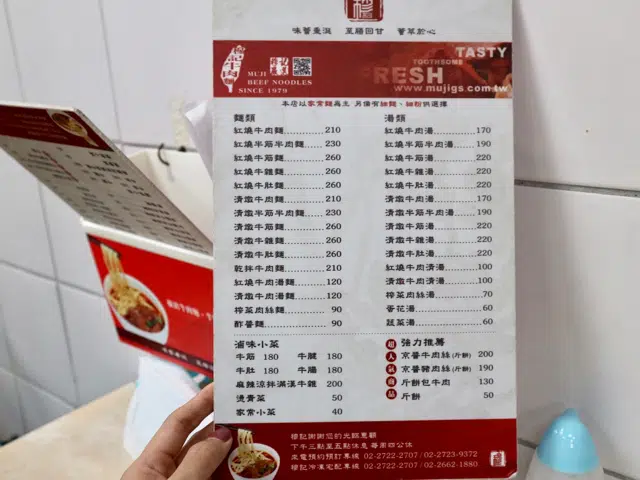 穆
味醬秉涎 至膳回甘 薈萃於心
穆記牛肉麵
MUJI
BEEF NOODLES
SINCE 1979
TASTY
TOOTHSOME
FRESH
www.mujigs.com.tw
本店以家常麵為主 另備有細麵、細粉供選擇
麵類
紅燒牛肉麵 210
紅燒半筋半肉麵 230
紅燒牛筋麵 260
紅燒牛雜麵 260
紅燒牛肚麵 260
清燉牛肉麵 210
清燉半筋半肉麵 230
清燉牛筋麵 260
清燉牛雜麵 260
清燉牛肚麵 260
乾拌牛肉麵 210
紅燒牛肉湯麵 120
清燉牛肉湯麵 120
榨菜肉絲麵 90
酢醬麵 90
湯類
紅燒牛肉湯 170
紅燒半筋半肉湯 190
紅燒牛筋湯 220
紅燒牛雜湯 220
紅燒牛肚湯 220
清燉牛肉湯 170
清燉半筋半肉湯 190
清燉牛筋湯 220
清燉牛雜湯 220
清燉牛肚湯 220
紅燒牛肉清湯 100
清燉牛肉清湯 100
榨菜肉絲湯 70
香花湯 60
蔬菜湯 60
滷味小菜
牛筋 180 牛腱 180
牛肚 180 牛腸 180
麻辣涼拌滿漢牛雜 200
燙青菜 50
家常小菜 40
超人氣商品
強力推薦
京醬牛肉絲(斤餅) 200
京醬豬肉絲(斤餅) 190
斤餅包牛肉 130
斤餅 50
穆記謝謝您的光臨惠顧
下午三點至五點休息 每周四公休
來電預約預訂專線 02-2722-2707 / 02-2723-9372
穆記冷凍宅配專線 02-2722-2707 / 02-2662-1880